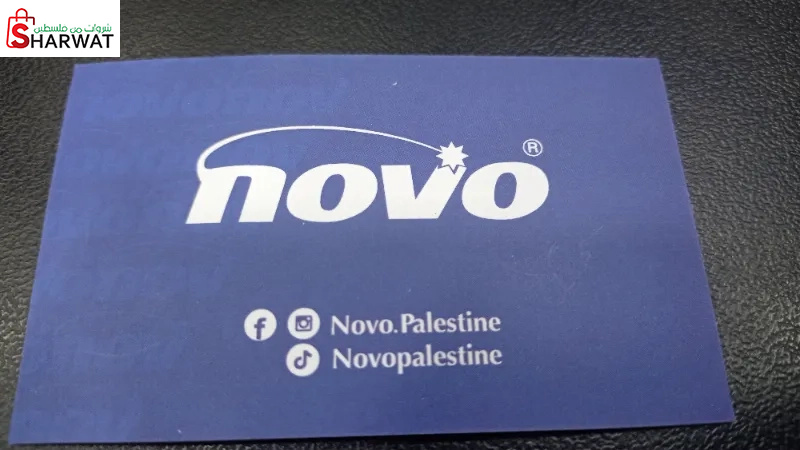 شروات من فلسطين
SHARWAT
novo®
Novo.Palestine
Novopalestine